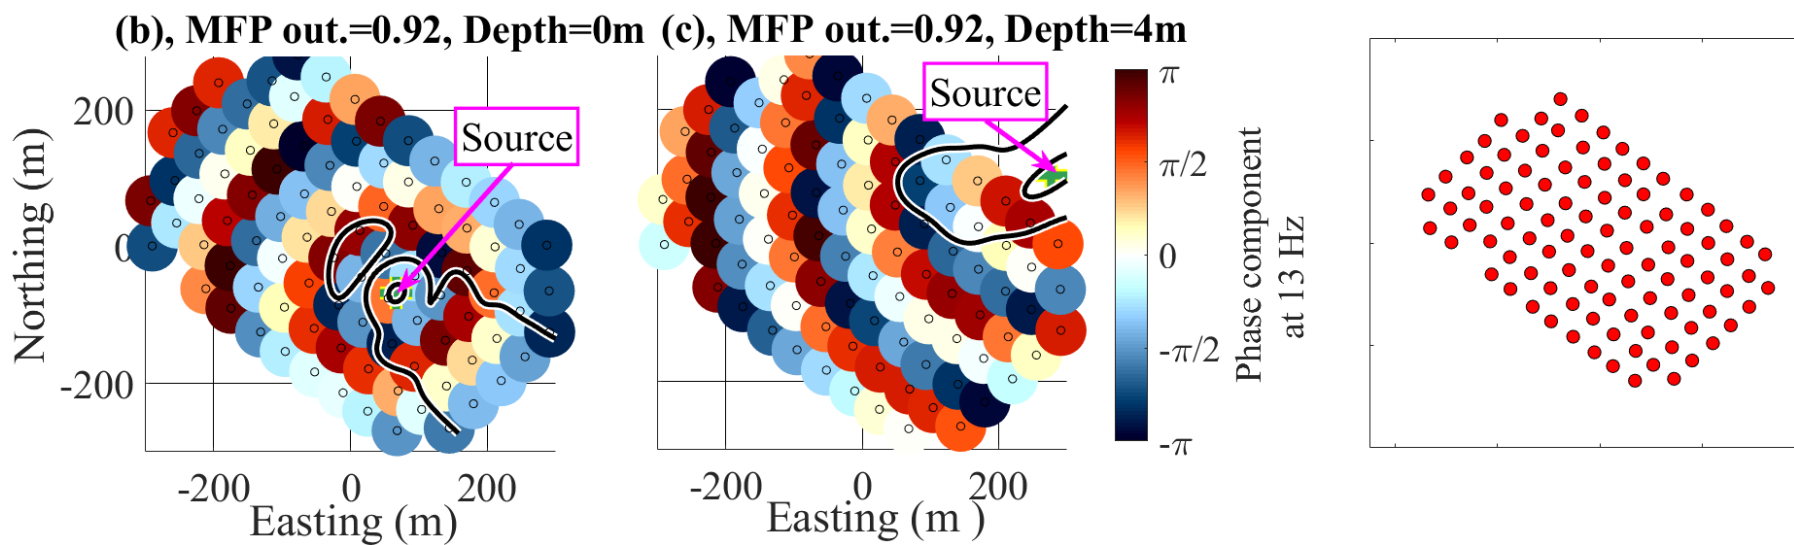 (b), MFP out.=0.92, Depth=0m
(c), MFP out.=0.92, Depth=4m
Northing (m)
200
0
-200
Source
-200
0
200
Easting (m)
Source
-200
0
200
Easting (m )
π
π/2
0
-π/2
-π
Phase component
at 13 Hz